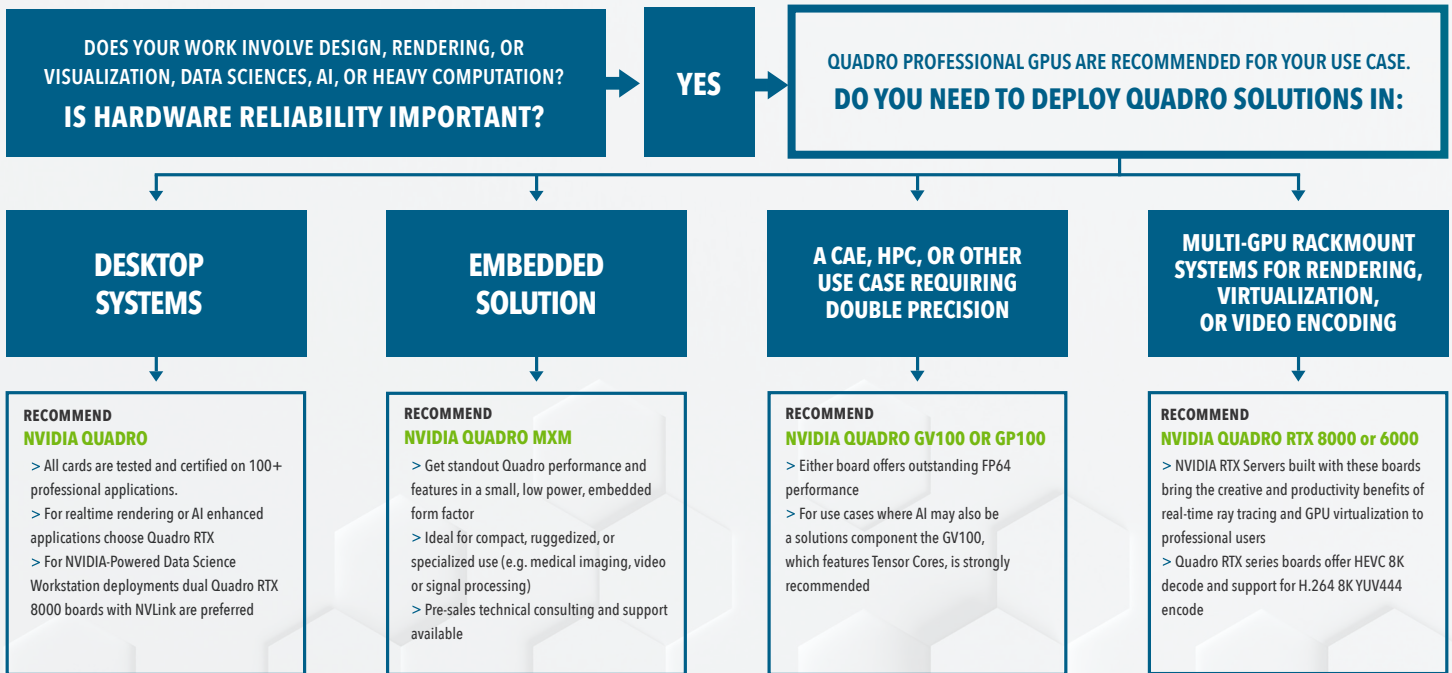 DOES YOUR WORK INVOLVE DESIGN, RENDERING, OR
VISUALIZATION, DATA SCIENCES, AI, OR HEAVY COMPUTATION?
IS HARDWARE RELIABILITY IMPORTANT?
YES
QUADRO PROFESSIONAL GPUS ARE RECOMMENDED FOR YOUR USE CASE.
DO YOU NEED TO DEPLOY QUADRO SOLUTIONS IN:
DESKTOP
SYSTEMS
RECOMMEND
NVIDIA QUADRO
> All cards are tested and certified on 100+
professional applications.
> For realtime rendering or AI enhanced
applications choose Quadro RTX
> For NVIDIA-Powered Data Science
Workstation deployments dual Quadro RTX
8000 boards with NVLink are preferred
EMBEDDED
SOLUTION
RECOMMEND
NVIDIA QUADRO MXM
> Get standout Quadro performance and
features in a small, low power, embedded
form factor
> Ideal for compact, ruggedized, or
specialized use (e.g. medical imaging, video
or signal processing)
> Pre-sales technical consulting and support
available
A CAE, HPC, OR OTHER
USE CASE REQUIRING
DOUBLE PRECISION
RECOMMEND
NVIDIA QUADRO GV100 OR GP100
> Either board offers outstanding FP64
performance
> For use cases where AI may also be
a solutions component the GV100,
which features Tensor Cores, is strongly
recommended
MULTI-GPU RACKMOUNT
SYSTEMS FOR RENDERING,
VIRTUALIZATION,
OR VIDEO ENCODING
RECOMMEND
NVIDIA QUADRO RTX 8000 or 6000
> NVIDIA RTX Servers built with these boards
bring the creative and productivity benefits of
real-time ray tracing and GPU virtualization to
professional users
> Quadro RTX series boards offer HEVC 8K
decode and support for H.264 8K YUV444
encode